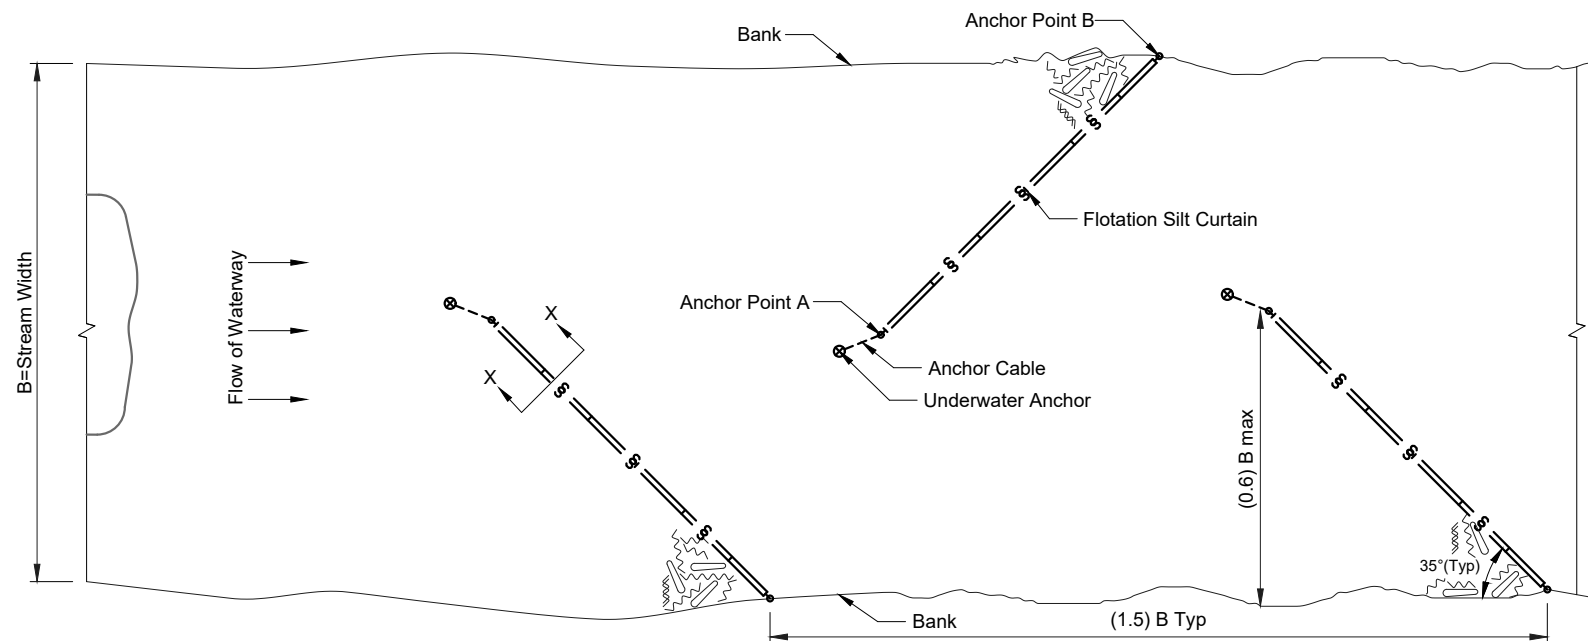 Anchor Point B
Bank
B=Stream Width
Flow of Waterway
Flotation Silt Curtain
Anchor Point A
X
X
Anchor Cable
Underwater Anchor
(0.6) B max
35°(Typ)
Bank
(1.5) B Typ